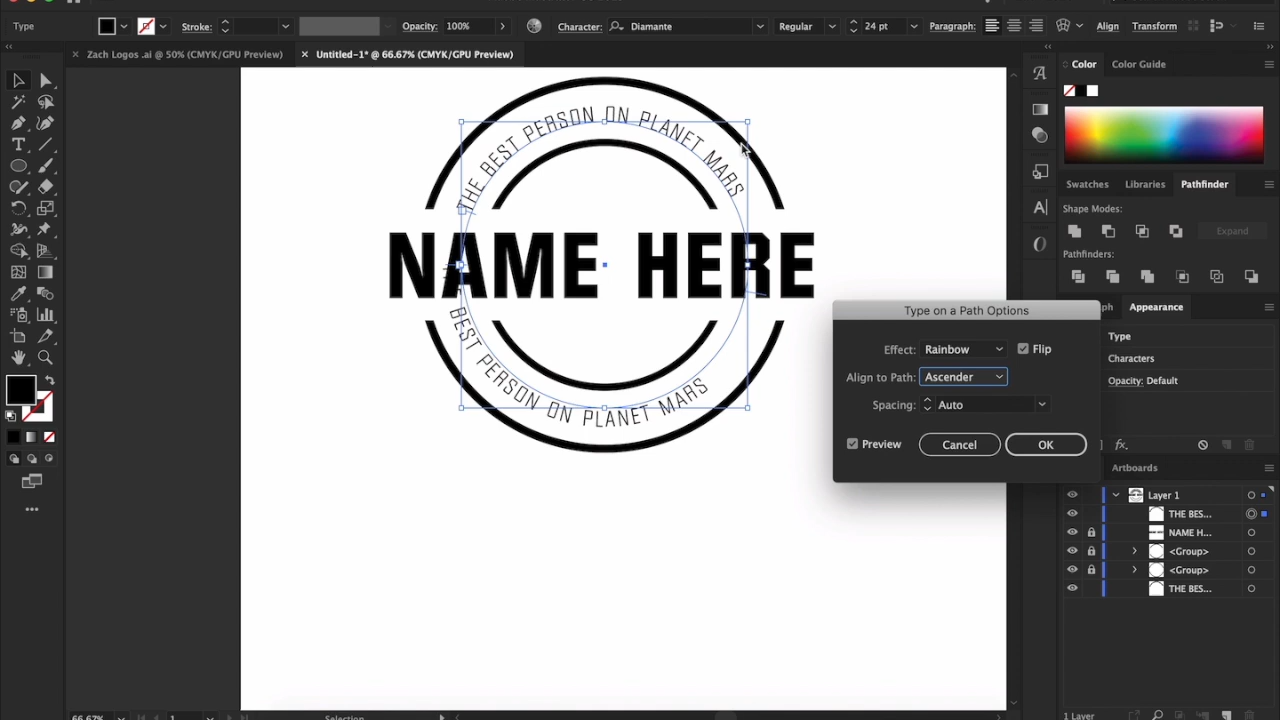 Type
Stroke:
Opacity: 100%
Character: Diamante
Regular
24 pt
Paragraph:
Align
Transform
Zach Logos .ai @ 50% (CMYK/GPU Preview)
Untitled-1* @ 66.67% (CMYK/GPU Preview)
Color
Color Guide
Swatches
Libraries
Pathfinder
Shape Modes:
Expand
Pathfinders:
Appearance
Type
Characters
Opacity: Default
fx.
Artboards
Layer 1
THE BES...
NAME H...
<Group>
<Group>
THE BES...
1 Layer
THE BEST PERSON ON PLANET MARS
NAME HERE
BEST PERSON ON PLANET MARS
Type on a Path Options
Effect: Rainbow
Flip
Align to Path: Ascender
Spacing: Auto
Preview
Cancel
OK
66.67%
1
Selection